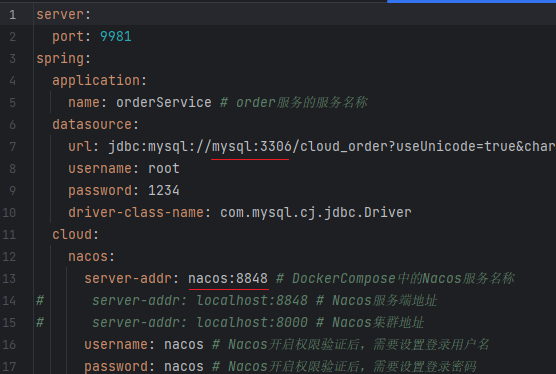 1 server:
2 port: 9981
3 spring:
4 application:
5 name: orderService # order服务的服务名称
6 datasource:
7 url: jdbc:mysql://mysql:3306/cloud_order?useUnicode=true&char
8 username: root
9 password: 1234
10 driver-class-name: com.mysql.cj.jdbc.Driver
11 cloud:
12 nacos:
13 server-addr: nacos:8848 # DockerCompose中的Nacos服务名称
14 # server-addr: localhost:8848 # Nacos服务端地址
15 # server-addr: localhost:8000 # Nacos集群地址
16 username: nacos # Nacos开启权限验证后，需要设置登录用户名
17 password: nacos # Nacos开启权限验证后，需要设置登录密码